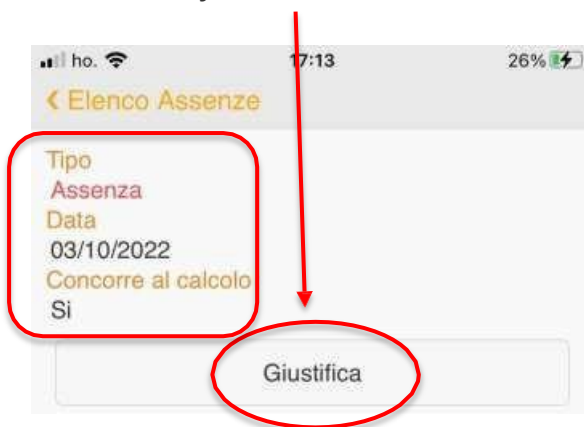 ho. 17:13 26%
Elenco Assenze
Tipo
Assenza
Data
03/10/2022
Concorre al calcolo
Si
Giustifica